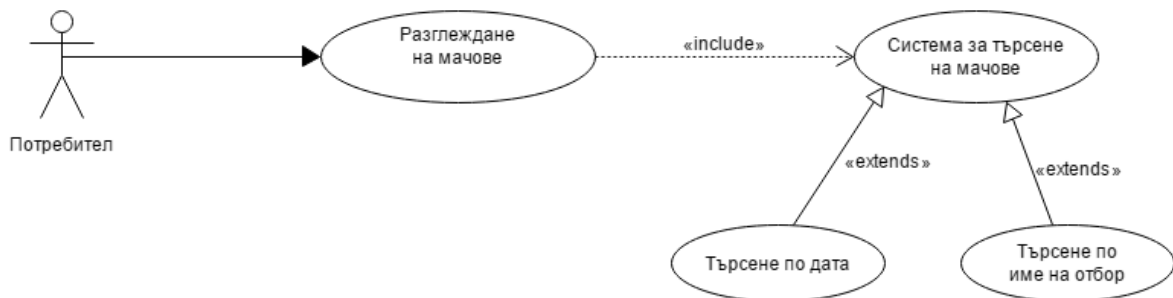 Разглеждане
на мачове
«include»
Система за търсене
на мачове
Потребител
«extends»
«extends»
Търсене по дата
Търсене по
име на отбор